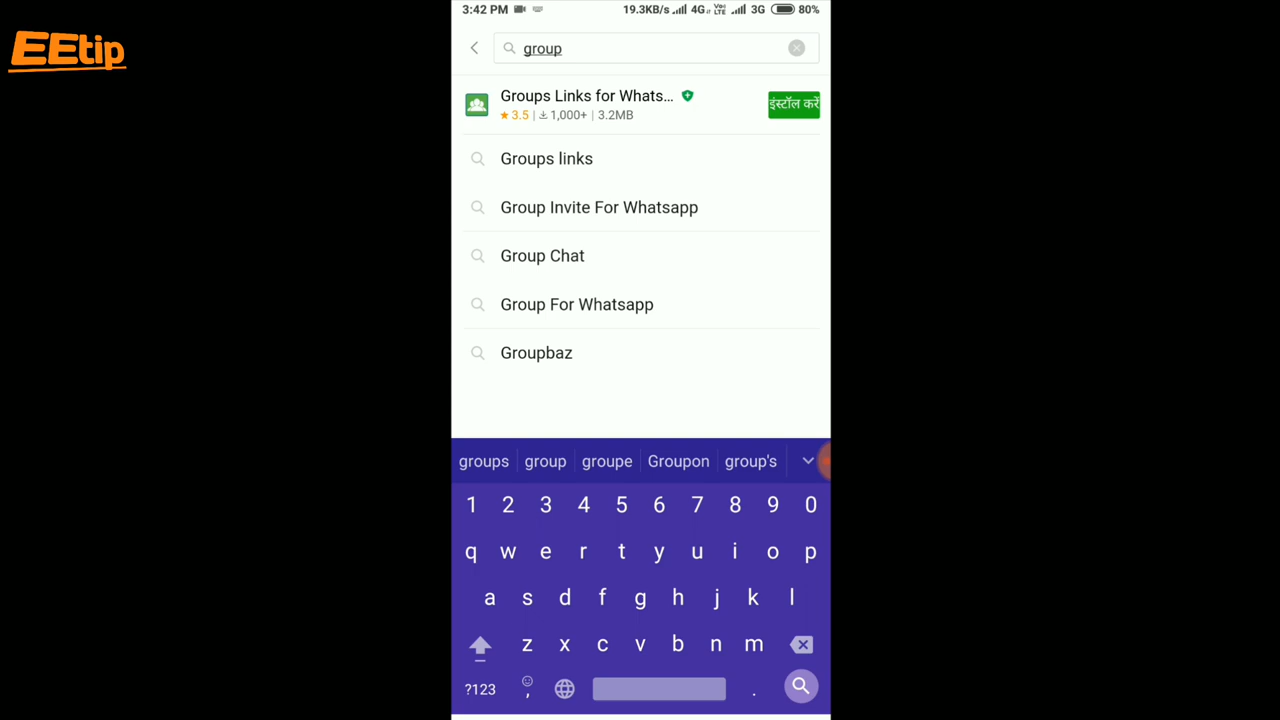 EEtip
3:42 PM 19.3KB/s 4G VoLTE 3G 80%
group
Groups Links for Whats...
3.5 | 1,000+ | 3.2MB
इंस्टॉल करें
Groups links
Group Invite For Whatsapp
Group Chat
Group For Whatsapp
Groupbaz
groups group groupe Groupon group's
1 2 3 4 5 6 7 8 9 0
q w e r t y u i o p
a s d f g h j k l
z x c v b n m
?123 , .